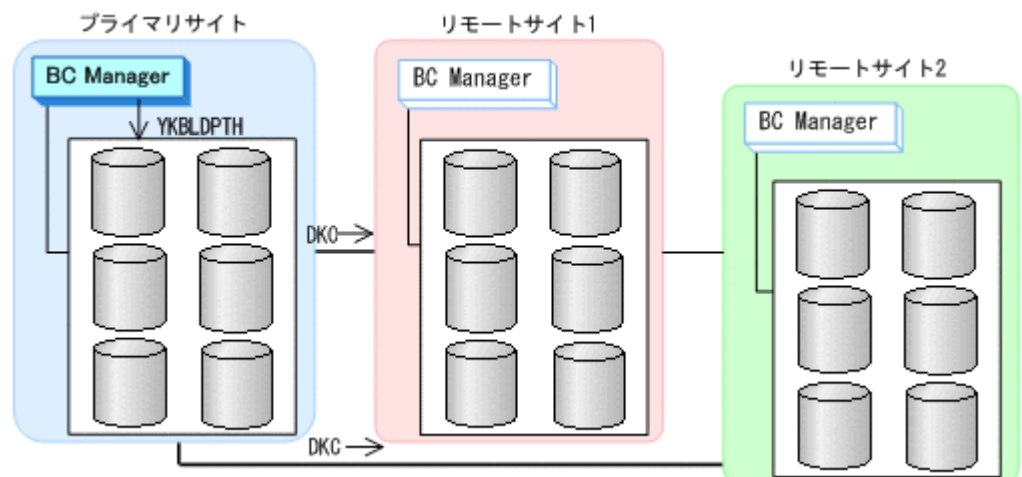 プライマリサイト
リモートサイト1
リモートサイト2
BC Manager
BC Manager
BC Manager
YKBLDPTH
DKC
DKC